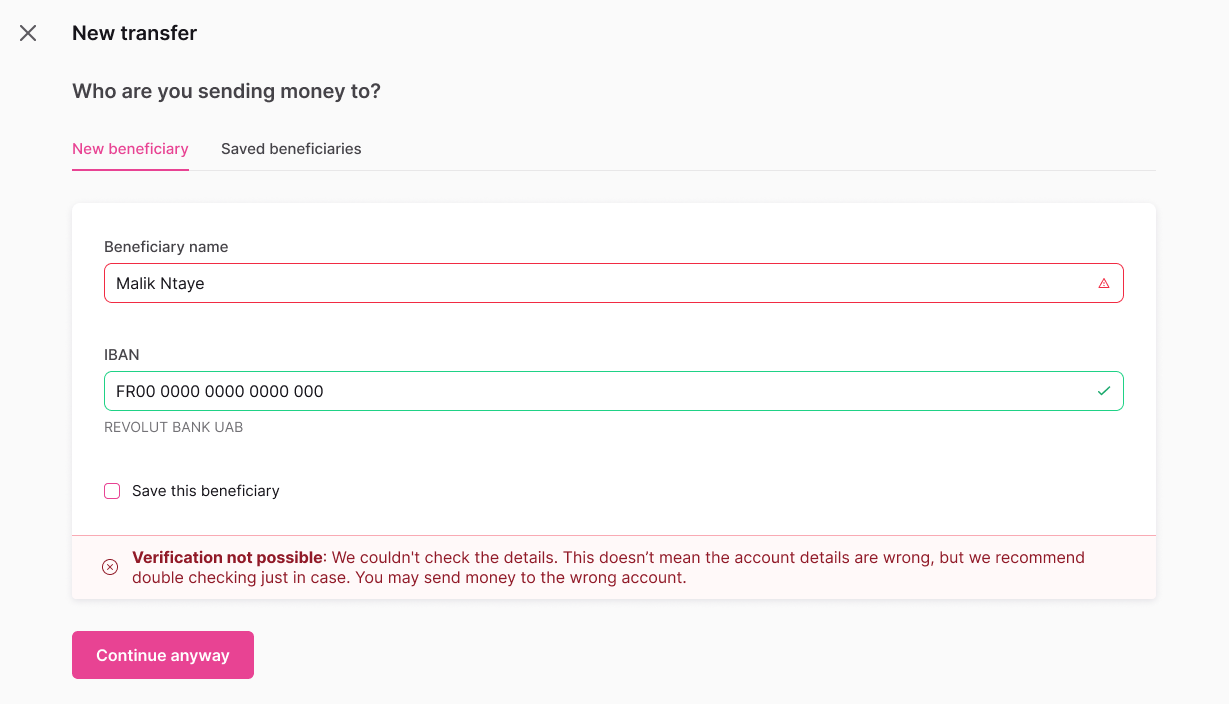 New transfer
Who are you sending money to?
New beneficiary Saved beneficiaries
Beneficiary name
Malik Ntaye
IBAN
FR00 0000 0000 0000 000
REVOLUT BANK UAB
Save this beneficiary
Verification not possible: We couldn't check the details. This doesn’t mean the account details are wrong, but we recommend
double checking just in case. You may send money to the wrong account.
Continue anyway